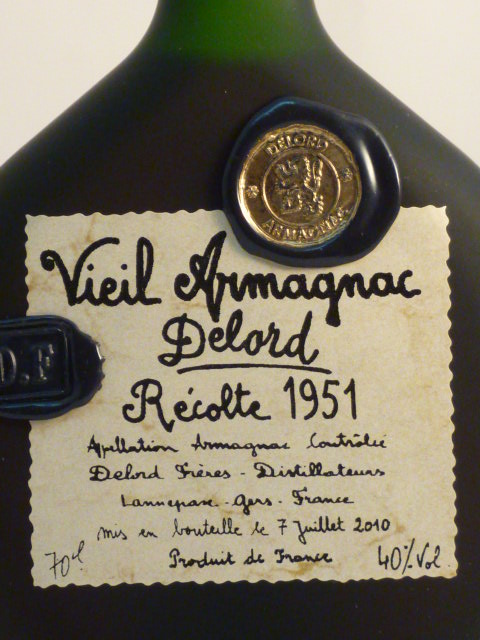 DELORD
ARMAGNAC
Vieil Armagnac
Delord
D.F
Récolte 1951
Appellation Armagnac Contrôlée
Delord Frères - Distillateurs
Lannepax - Gers - France
mis en bouteille le 7 juillet 2010
70cl Produit de France 40% Vol.